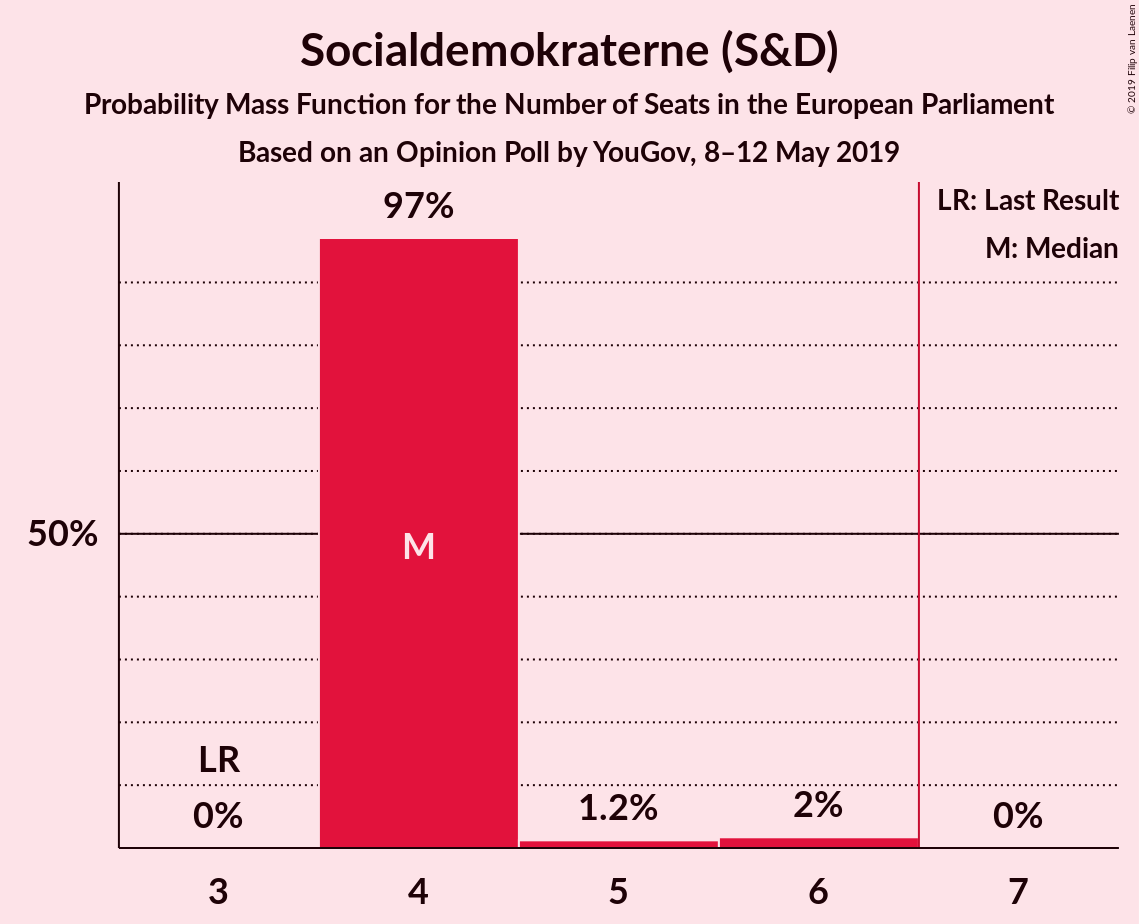 Socialdemokraterne (S&D)
Probability Mass Function for the Number of Seats in the European Parliament
Based on an Opinion Poll by YouGov, 8–12 May 2019
© 2019 Filip van Laenen
LR: Last Result
M: Median
97%
50%
M
LR
0%
1.2%
2%
0%
3
4
5
6
7